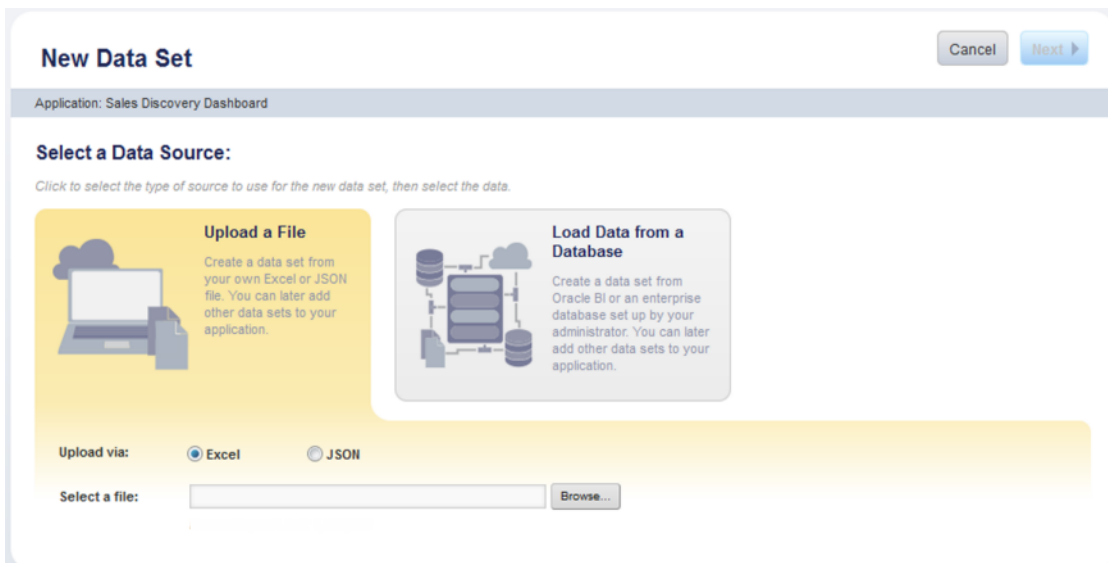 New Data Set
Cancel
Next
Application: Sales Discovery Dashboard
Select a Data Source:
Click to select the type of source to use for the new data set, then select the data.
Upload a File
Create a data set from
your own Excel or JSON
file. You can later add
other data sets to your
application.
Load Data from a
Database
Create a data set from
Oracle BI or an enterprise
database set up by your
administrator. You can later
add other data sets to your
application.
Upload via:
Excel
JSON
Select a file:
Browse...